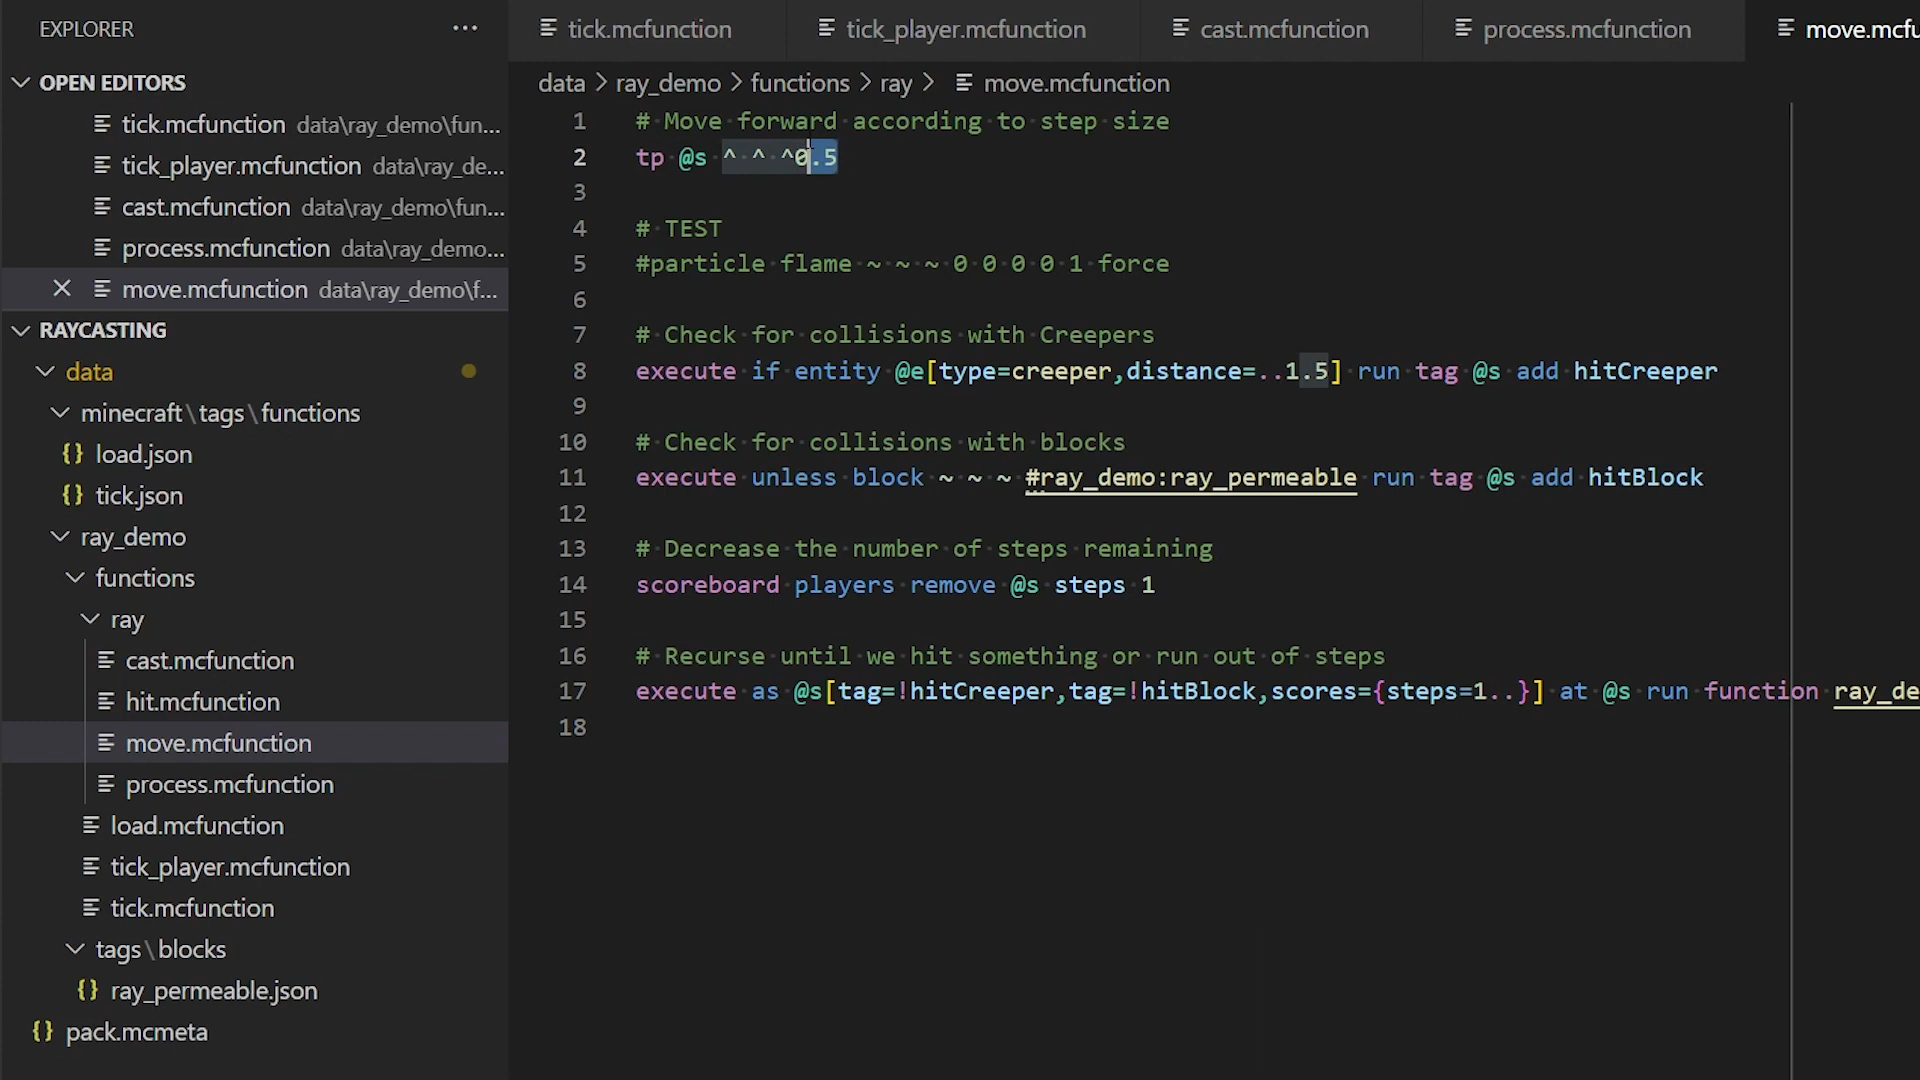 EXPLORER
OPEN EDITORS
tick.mcfunction data\ray_demo\fun...
tick_player.mcfunction data\ray_de...
cast.mcfunction data\ray_demo\fun...
process.mcfunction data\ray_demo...
move.mcfunction data\ray_demo\f...
RAYCASTING
data
minecraft\tags\functions
{} load.json
{} tick.json
ray_demo
functions
ray
cast.mcfunction
hit.mcfunction
move.mcfunction
process.mcfunction
load.mcfunction
tick_player.mcfunction
tick.mcfunction
tags\blocks
{} ray_permeable.json
{} pack.mcmeta
tick.mcfunction tick_player.mcfunction cast.mcfunction process.mcfunction move.mcfu
data > ray_demo > functions > ray > move.mcfunction
1 # Move forward according to step size
2 tp @s ^ ^ ^0.5
3
4 # TEST
5 #particle flame ~ ~ ~ 0 0 0 0 1 force
6
7 # Check for collisions with Creepers
8 execute if entity @e[type=creeper,distance=..1.5] run tag @s add hitCreeper
9
10 # Check for collisions with blocks
11 execute unless block ~ ~ ~ #ray_demo:ray_permeable run tag @s add hitBlock
12
13 # Decrease the number of steps remaining
14 scoreboard players remove @s steps 1
15
16 # Recurse until we hit something or run out of steps
17 execute as @s[tag=!hitCreeper,tag=!hitBlock,scores={steps=1..}] at @s run function ray_de
18